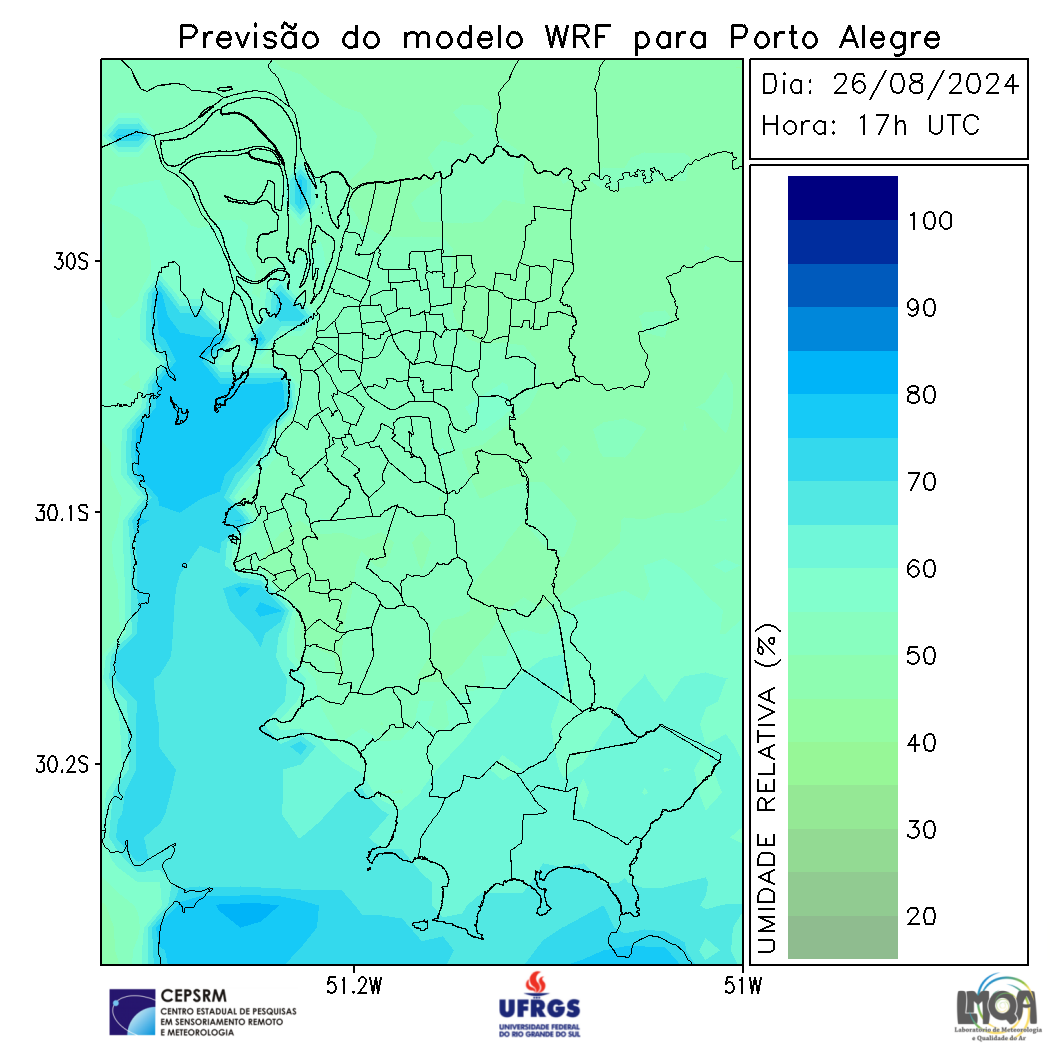 Previsão do modelo WRF para Porto Alegre
Dia: 26/08/2024
Hora: 17h UTC
100
90
80
70
60
50
40
30
20
UMIDADE RELATIVA (%)
30S
30.1S
30.2S
51.2W
51W
CEPSRM
CENTRO ESTADUAL DE PESQUISAS
EM SENSORIAMENTO REMOTO
E METEOROLOGIA
UFRGS
UNIVERSIDADE FEDERAL
DO RIO GRANDE DO SUL
LMQA
Laboratório de Meteorologia
e Qualidade do Ar